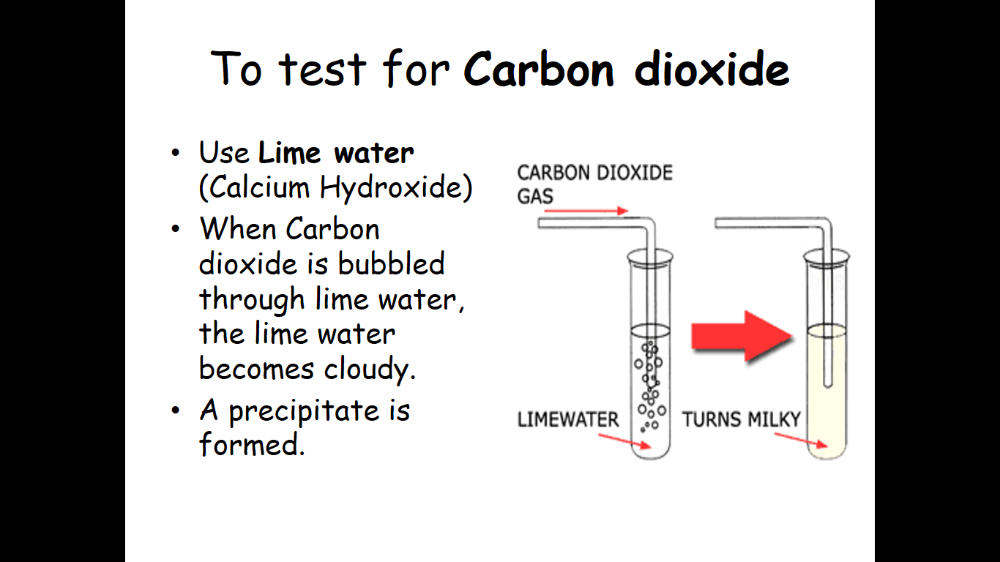 To test for Carbon dioxide
• Use Lime water
(Calcium Hydroxide)
• When Carbon
dioxide is bubbled
through lime water,
the lime water
becomes cloudy.
• A precipitate is
formed.
CARBON DIOXIDE
GAS
LIMEWATER
TURNS MILKY